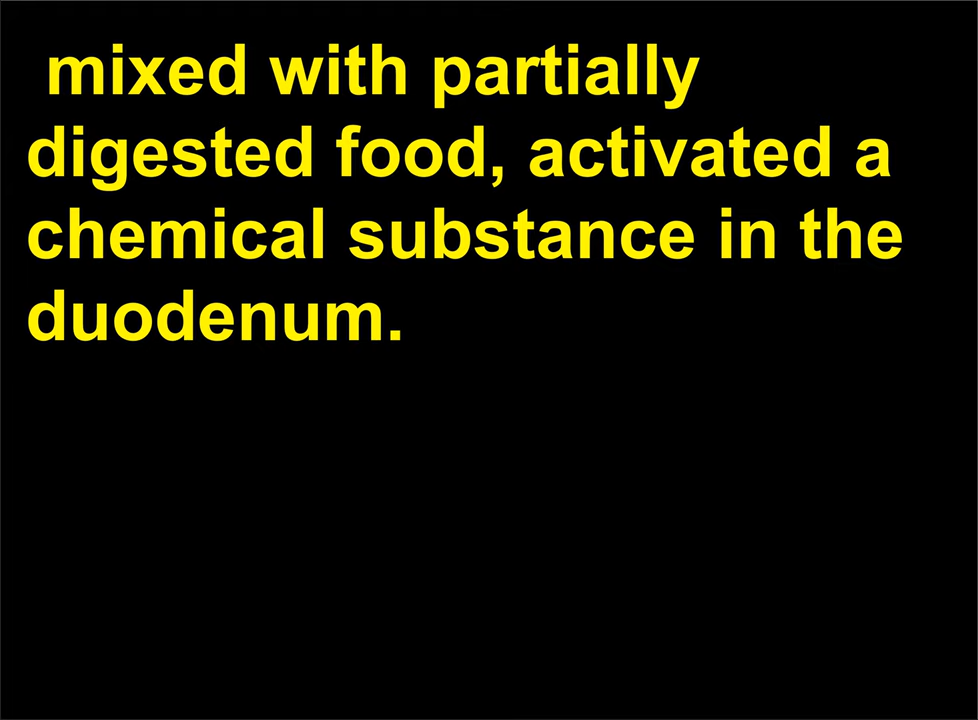 mixed with partially
digested food, activated a
chemical substance in the
duodenum.